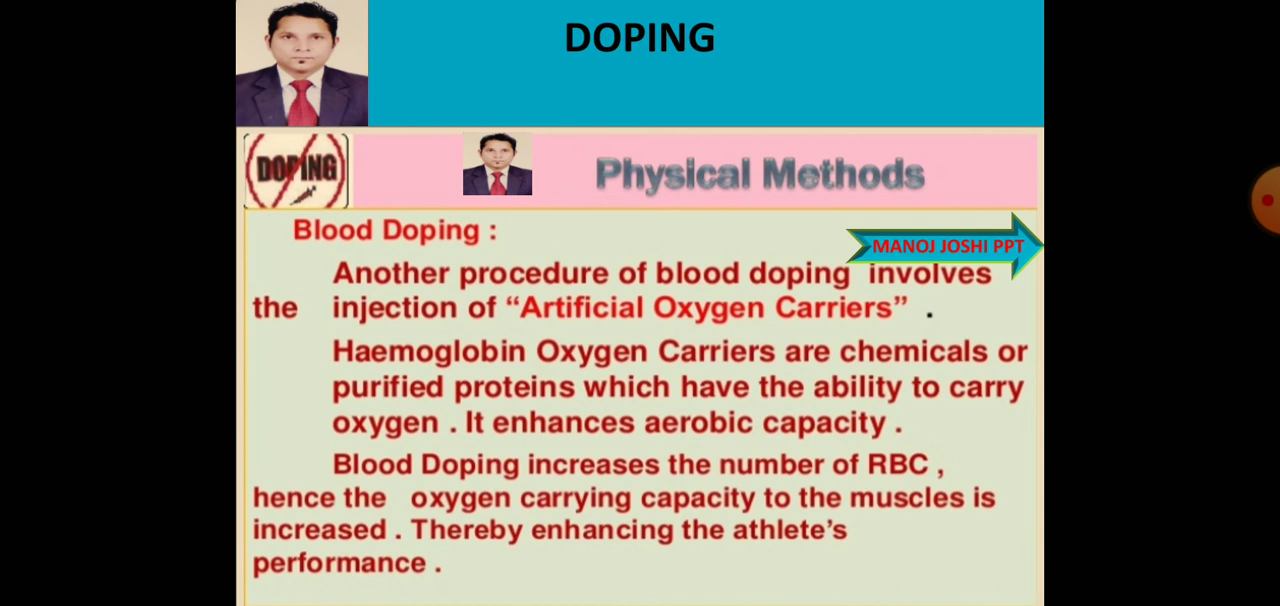 DOPING
DOPING
Physical Methods
Blood Doping :
MANOJ JOSHI PPT
Another procedure of blood doping involves
the injection of “Artificial Oxygen Carriers” .
Haemoglobin Oxygen Carriers are chemicals or
purified proteins which have the ability to carry
oxygen . It enhances aerobic capacity .
Blood Doping increases the number of RBC ,
hence the oxygen carrying capacity to the muscles is
increased . Thereby enhancing the athlete’s
performance .